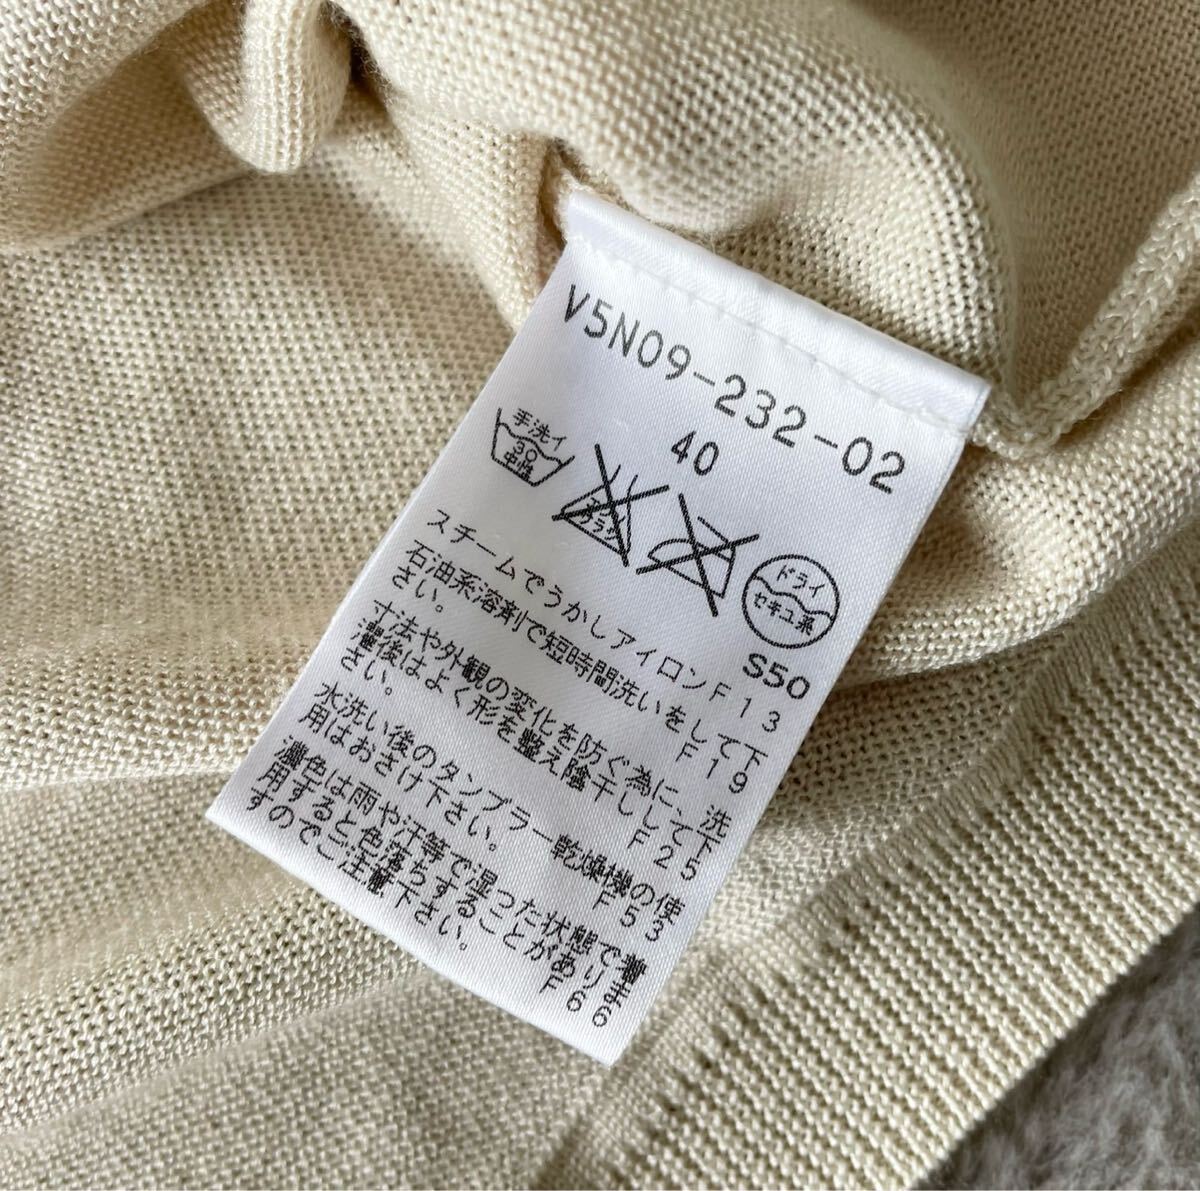 V5N09-232-02
40
手洗イ
30
中性
エンソ
サラシ
ドライ
セキユ系
S50
スチームでうかしアイロンF13
石油系溶剤で短時間洗いをして下
さい。 F19
寸法や外観の変化を防ぐ為に、洗
濯後はよく形を整え陰干しして下
さい。 F25
水洗い後のタンブラー乾燥機の使
用はおさけ下さい。 F53
濃色は雨や汗等で湿った状態で着
用すると色落ちすることがありま
すのでご注意下さい。 F66